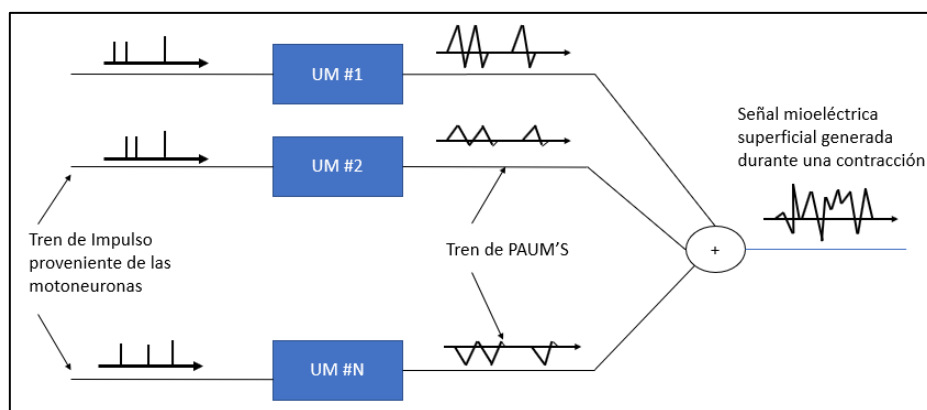 UM #1
UM #2
Señal mioeléctrica
superficial generada
durante una contracción
Tren de Impulso
proveniente de las
motoneuronas
Tren de PAUM'S
+
UM #N